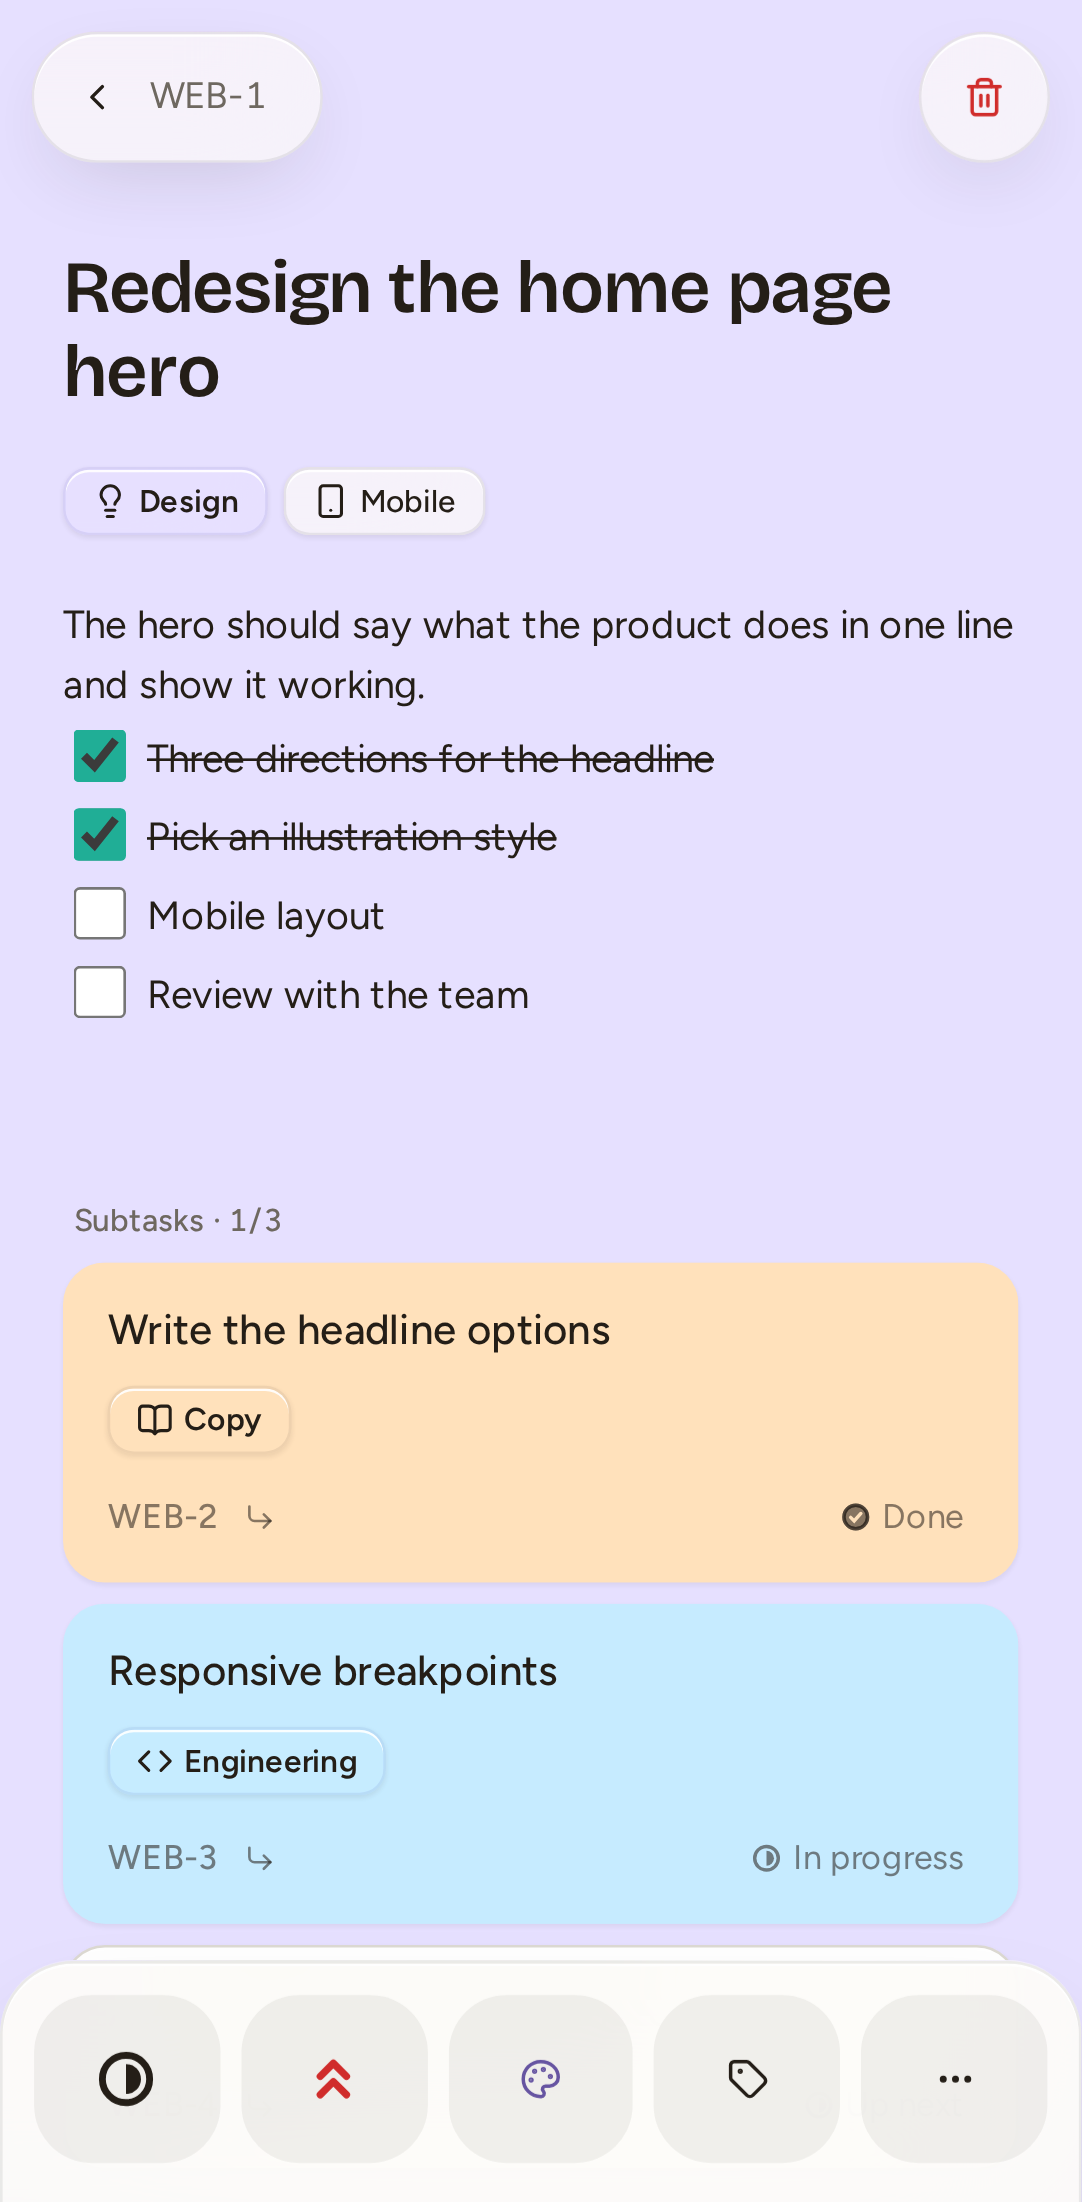 WEB-1
Redesign the home page
hero
Design
Mobile
The hero should say what the product does in one line
and show it working.
Three directions for the headline
Pick an illustration style
Mobile layout
Review with the team
Subtasks · 1/3
Write the headline options
Copy
WEB-2
Done
Responsive breakpoints
Engineering
WEB-3
In progress